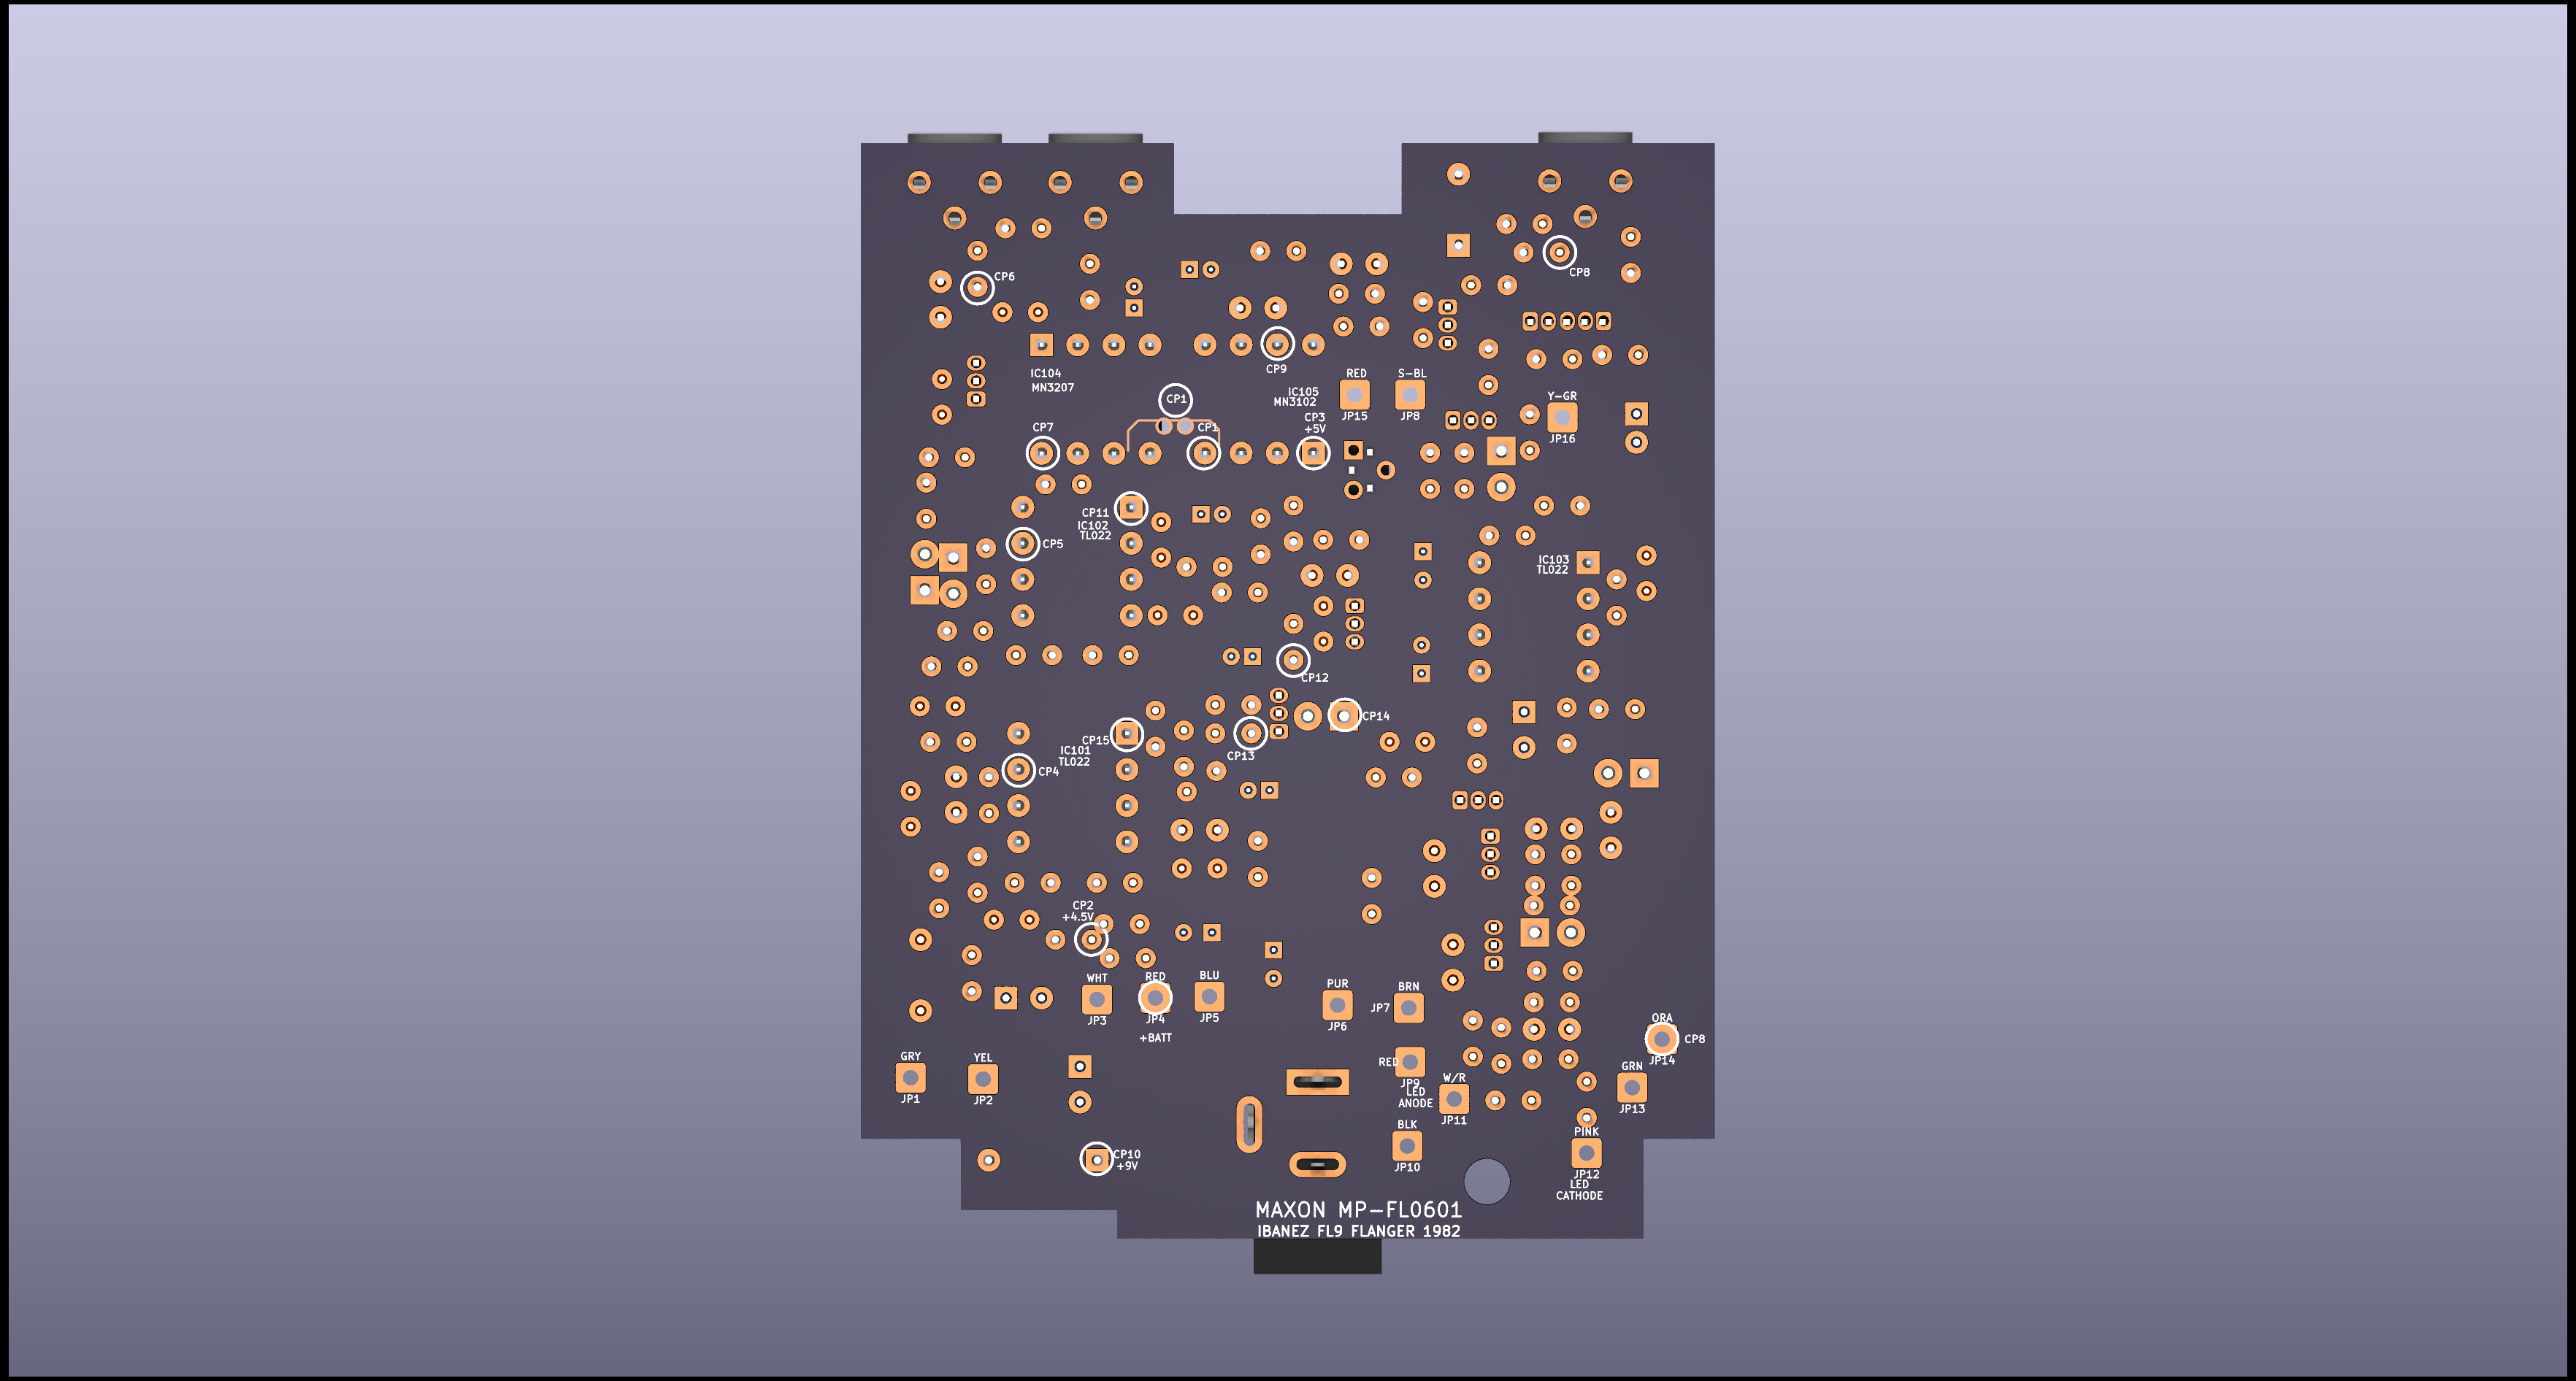 CP6
CP8
IC104
MN3207
CP9
RED
JP15
S-BL
JP8
IC105
MN3102
CP1
Y-GR
JP16
CP3
+5V
CP7
CP1
CP11
IC102
TL022
CP5
IC103
TL022
CP12
CP14
CP15
IC101
TL022
CP13
CP4
CP2
+4.5V
WHT
JP3
RED
JP4
+BATT
BLU
JP5
PUR
JP6
BRN
JP7
ORA
CP8
JP14
GRY
JP1
YEL
JP2
RED
JP9
LED
ANODE
W/R
JP11
GRN
JP13
BLK
JP10
PINK
JP12
LED
CATHODE
CP10
+9V
MAXON MP-FL0601
IBANEZ FL9 FLANGER 1982